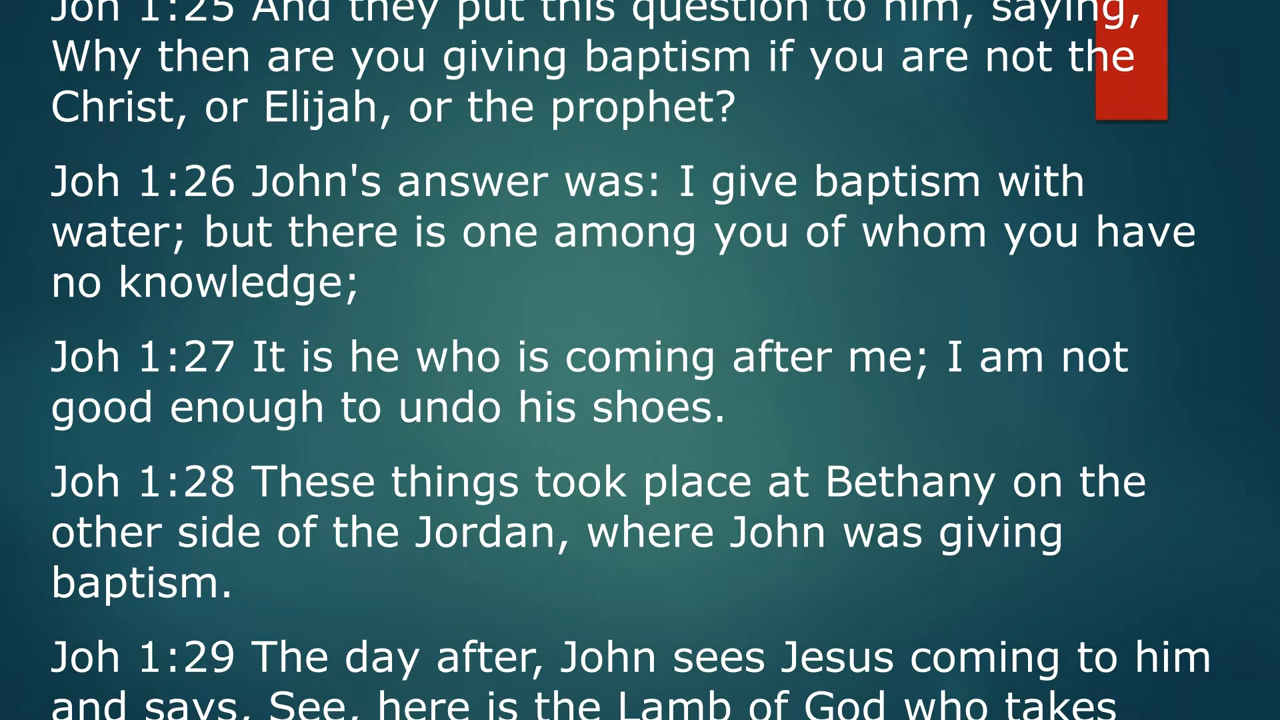 Joh 1:25 And they put this question to him, saying,
Why then are you giving baptism if you are not the
Christ, or Elijah, or the prophet?
Joh 1:26 John's answer was: I give baptism with
water; but there is one among you of whom you have
no knowledge;
Joh 1:27 It is he who is coming after me; I am not
good enough to undo his shoes.
Joh 1:28 These things took place at Bethany on the
other side of the Jordan, where John was giving
baptism.
Joh 1:29 The day after, John sees Jesus coming to him
and says, See, here is the Lamb of God who takes